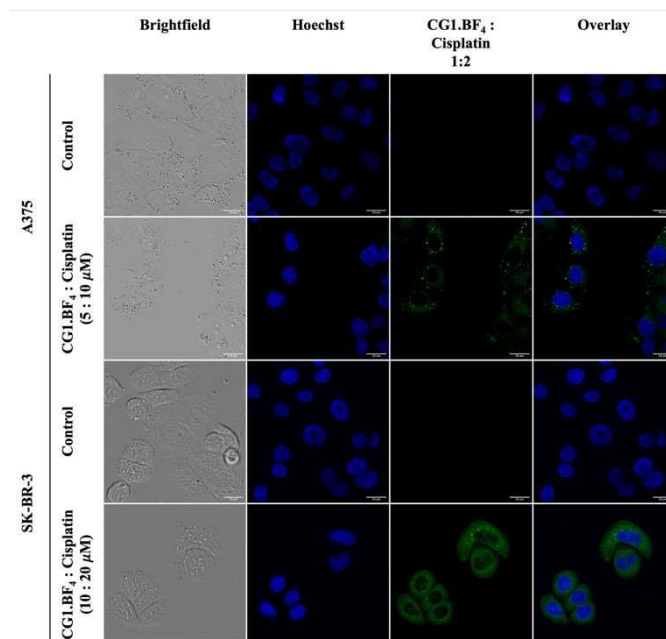 Brightfield
Hoechst
CG1.BF₄ :
Cisplatin
1:2
Overlay
A375
Control
CG1.BF₄ : Cisplatin
(5 : 10 μM)
SK-BR-3
Control
CG1.BF₄ : Cisplatin
(10 : 20 μM)